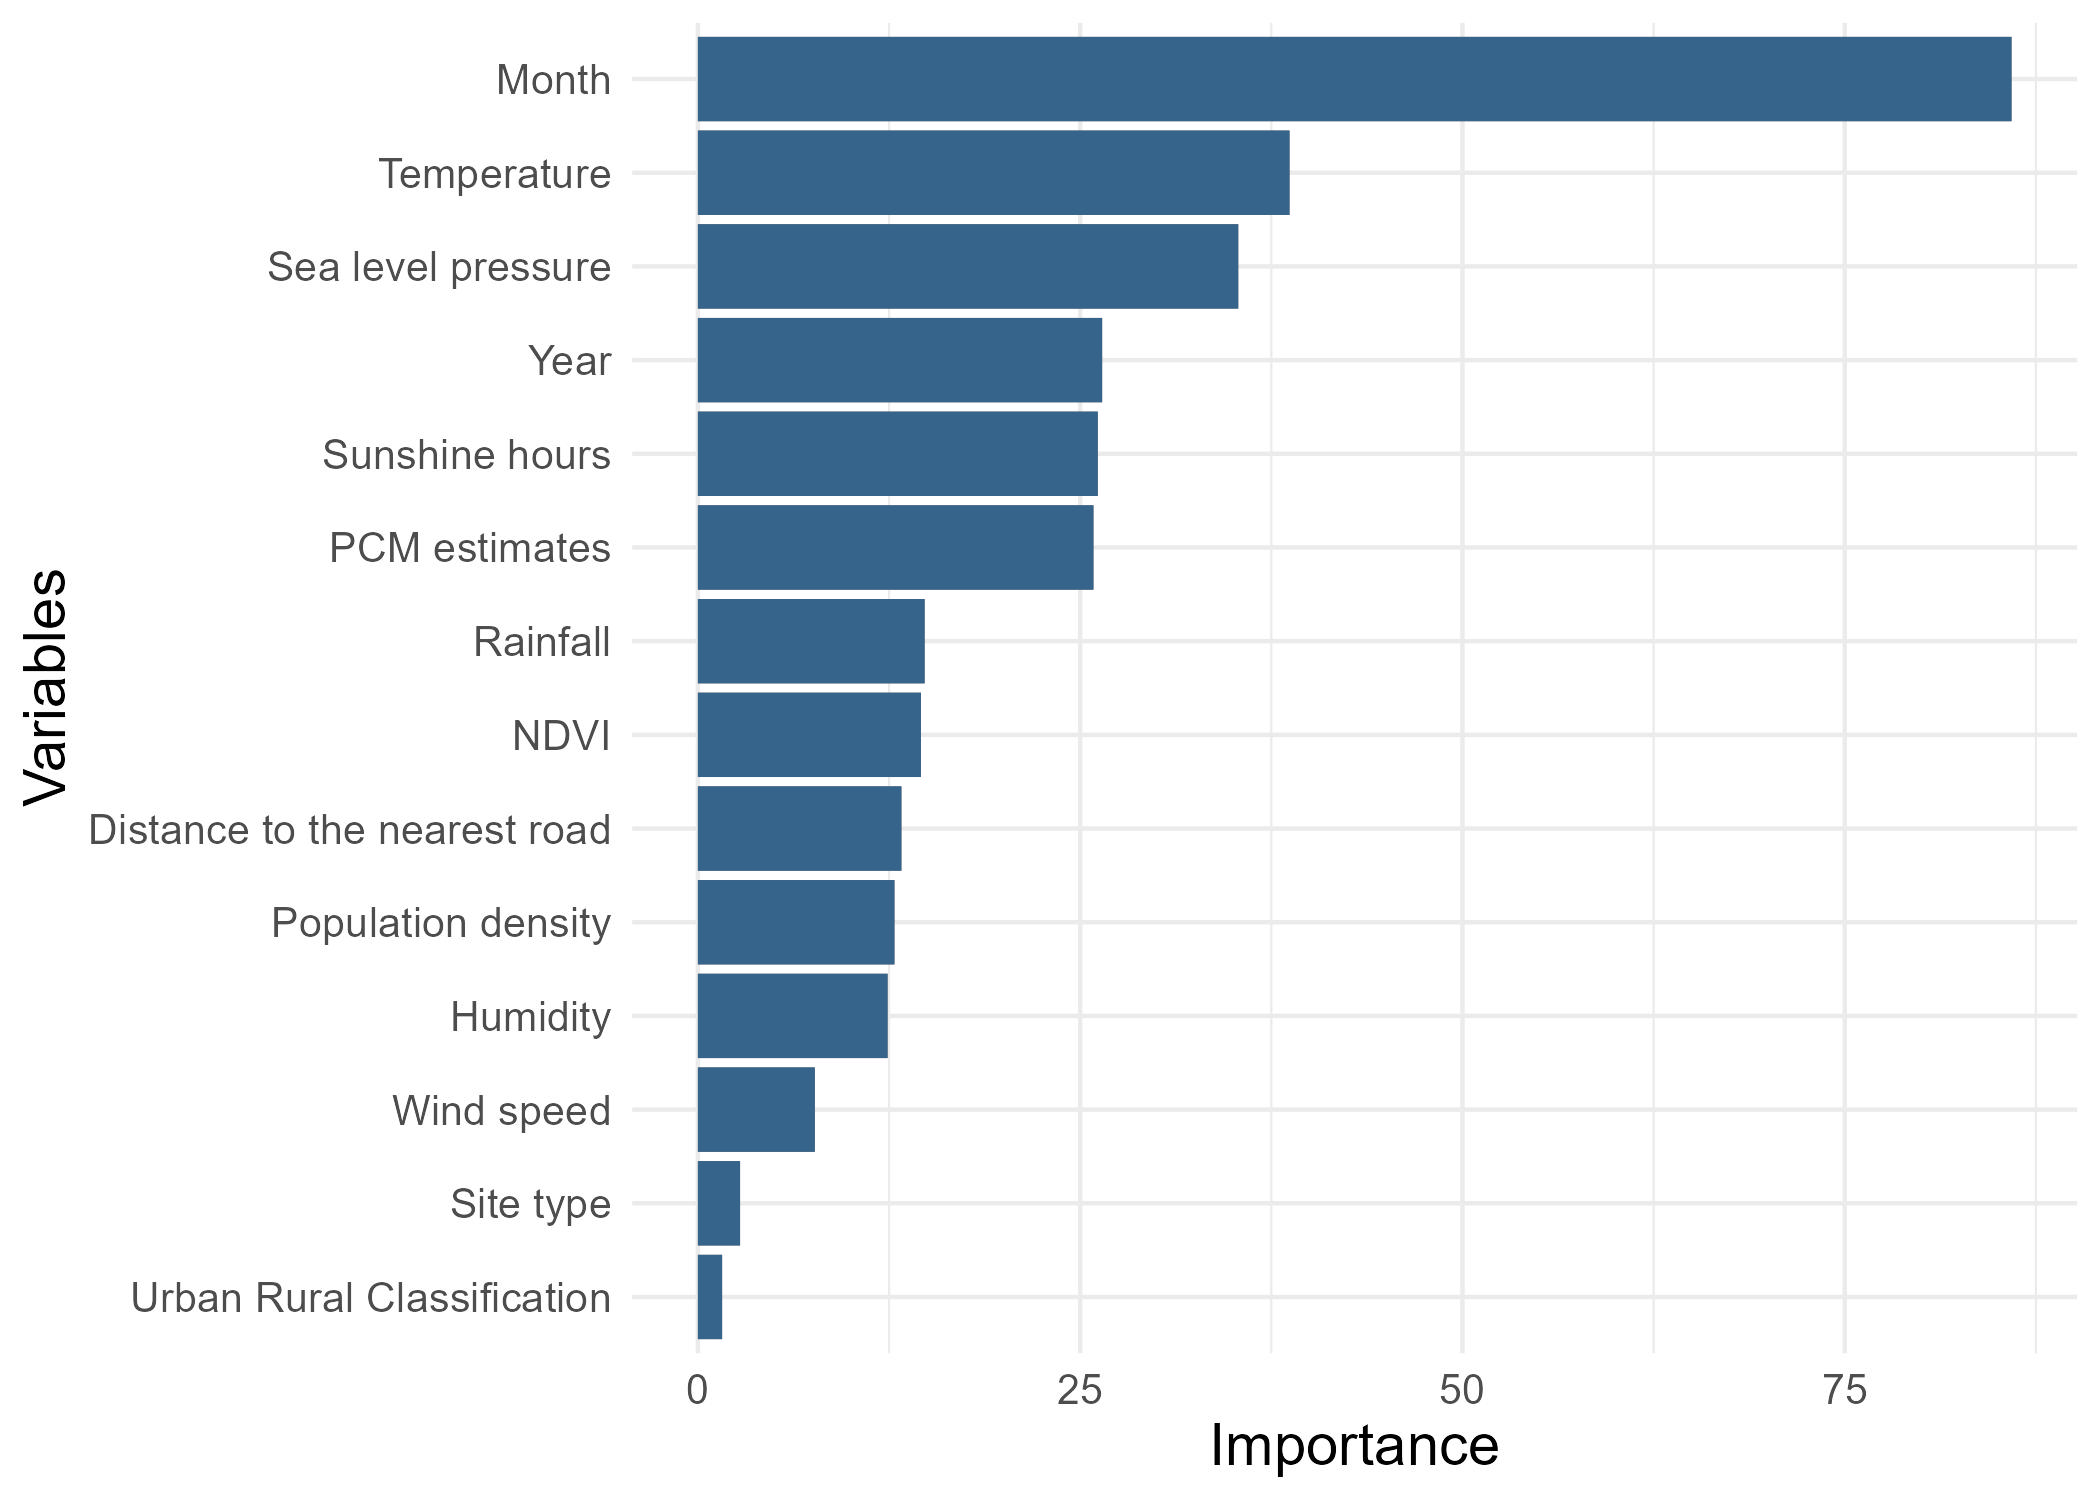 Month
Temperature
Sea level pressure
Year
Sunshine hours
PCM estimates
Rainfall
NDVI
Distance to the nearest road
Population density
Humidity
Wind speed
Site type
Urban Rural Classification
Variables
0 25 50 75
Importance